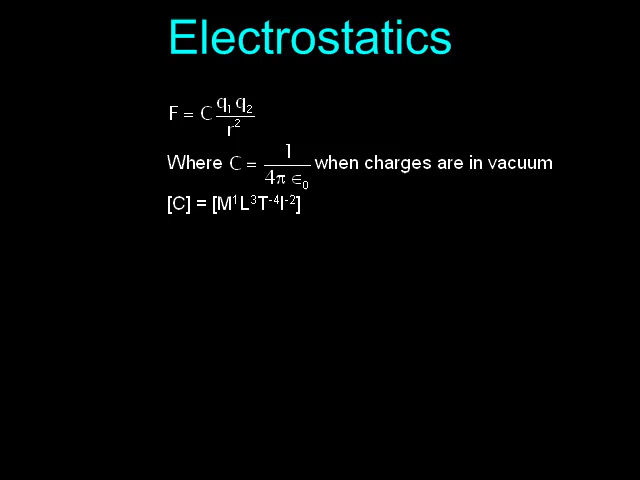 Electrostatics
F = C q₁ q₂ / r²
Where C = 1 / 4π ∈₀ when charges are in vacuum
[C] = [M¹L³T⁻⁴I⁻²]